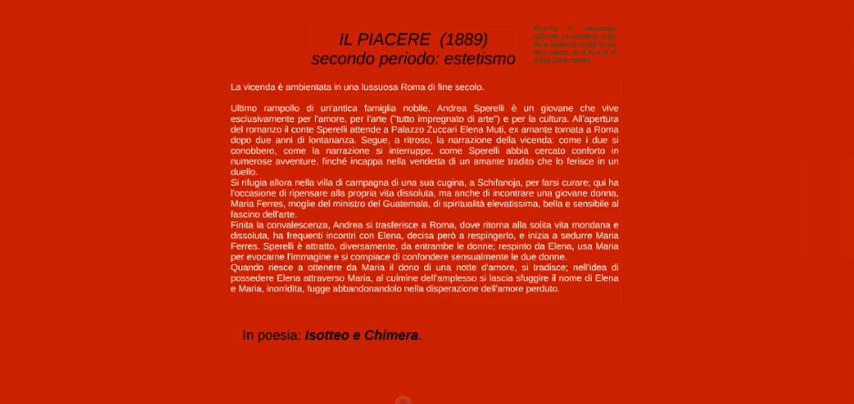 IL PIACERE (1889)
secondo periodo: estetismo
La vicenda è ambientata in una lussuosa Roma di fine secolo.
Ultimo rampollo di un'antica famiglia nobile, Andrea Sperelli è un giovane che vive
esclusivamente per l'amore, per l'arte ("tutto impregnato di arte") e per la cultura. All'apertura
del romanzo il conte Sperelli attende a Palazzo Zuccari Elena Muti, ex amante tornata a Roma
dopo due anni di lontananza. Segue, a ritroso, la narrazione della vicenda: come i due si
conobbero, come la narrazione si interruppe, come Sperelli abbia cercato conforto in
numerose avventure, finché incappa nella vendetta di un amante tradito che lo ferisce in un
duello.
Si rifugia allora nella villa di campagna di una sua cugina, a Schifanoja, per farsi curare; qui ha
l'occasione di ripensare alla propria vita dissoluta, ma anche di incontrare una giovane donna,
Maria Ferres, moglie del ministro del Guatemala, di spiritualità elevatissima, bella e sensibile al
fascino dell'arte.
Finita la convalescenza, Andrea si trasferisce a Roma, dove ritorna alla solita vita mondana e
dissoluta, ha frequenti incontri con Elena, decisa però a respingerlo, e inizia a sedurre Maria
Ferres. Sperelli è attratto, diversamente, da entrambe le donne; respinto da Elena, usa Maria
per evocarne l'immagine e si compiace di confondere sensualmente le due donne.
Quando riesce a ottenere da Maria il dono di una notte d'amore, si tradisce; nell'idea di
possedere Elena attraverso Maria, al culmine dell'amplesso si lascia sfuggire il nome di Elena
e Maria, inorridita, fugge abbandonandolo nella disperazione dell'amore perduto.
In poesia: Isotteo e Chimera.